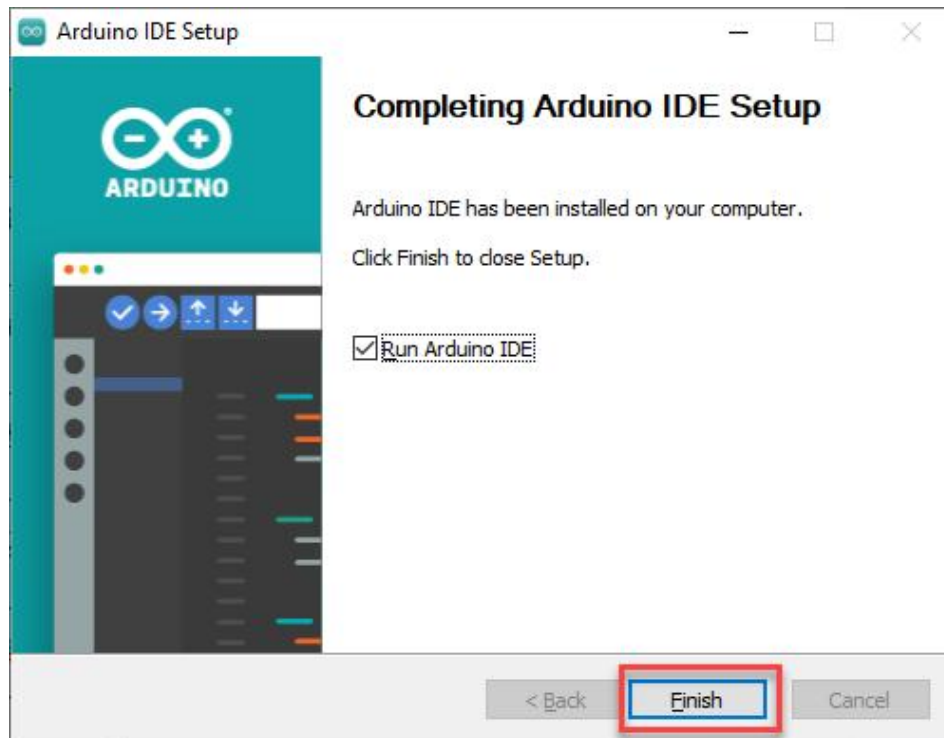 Arduino IDE Setup
ARDUINO
Completing Arduino IDE Setup
Arduino IDE has been installed on your computer.
Click Finish to close Setup.
Run Arduino IDE
< Back
Finish
Cancel